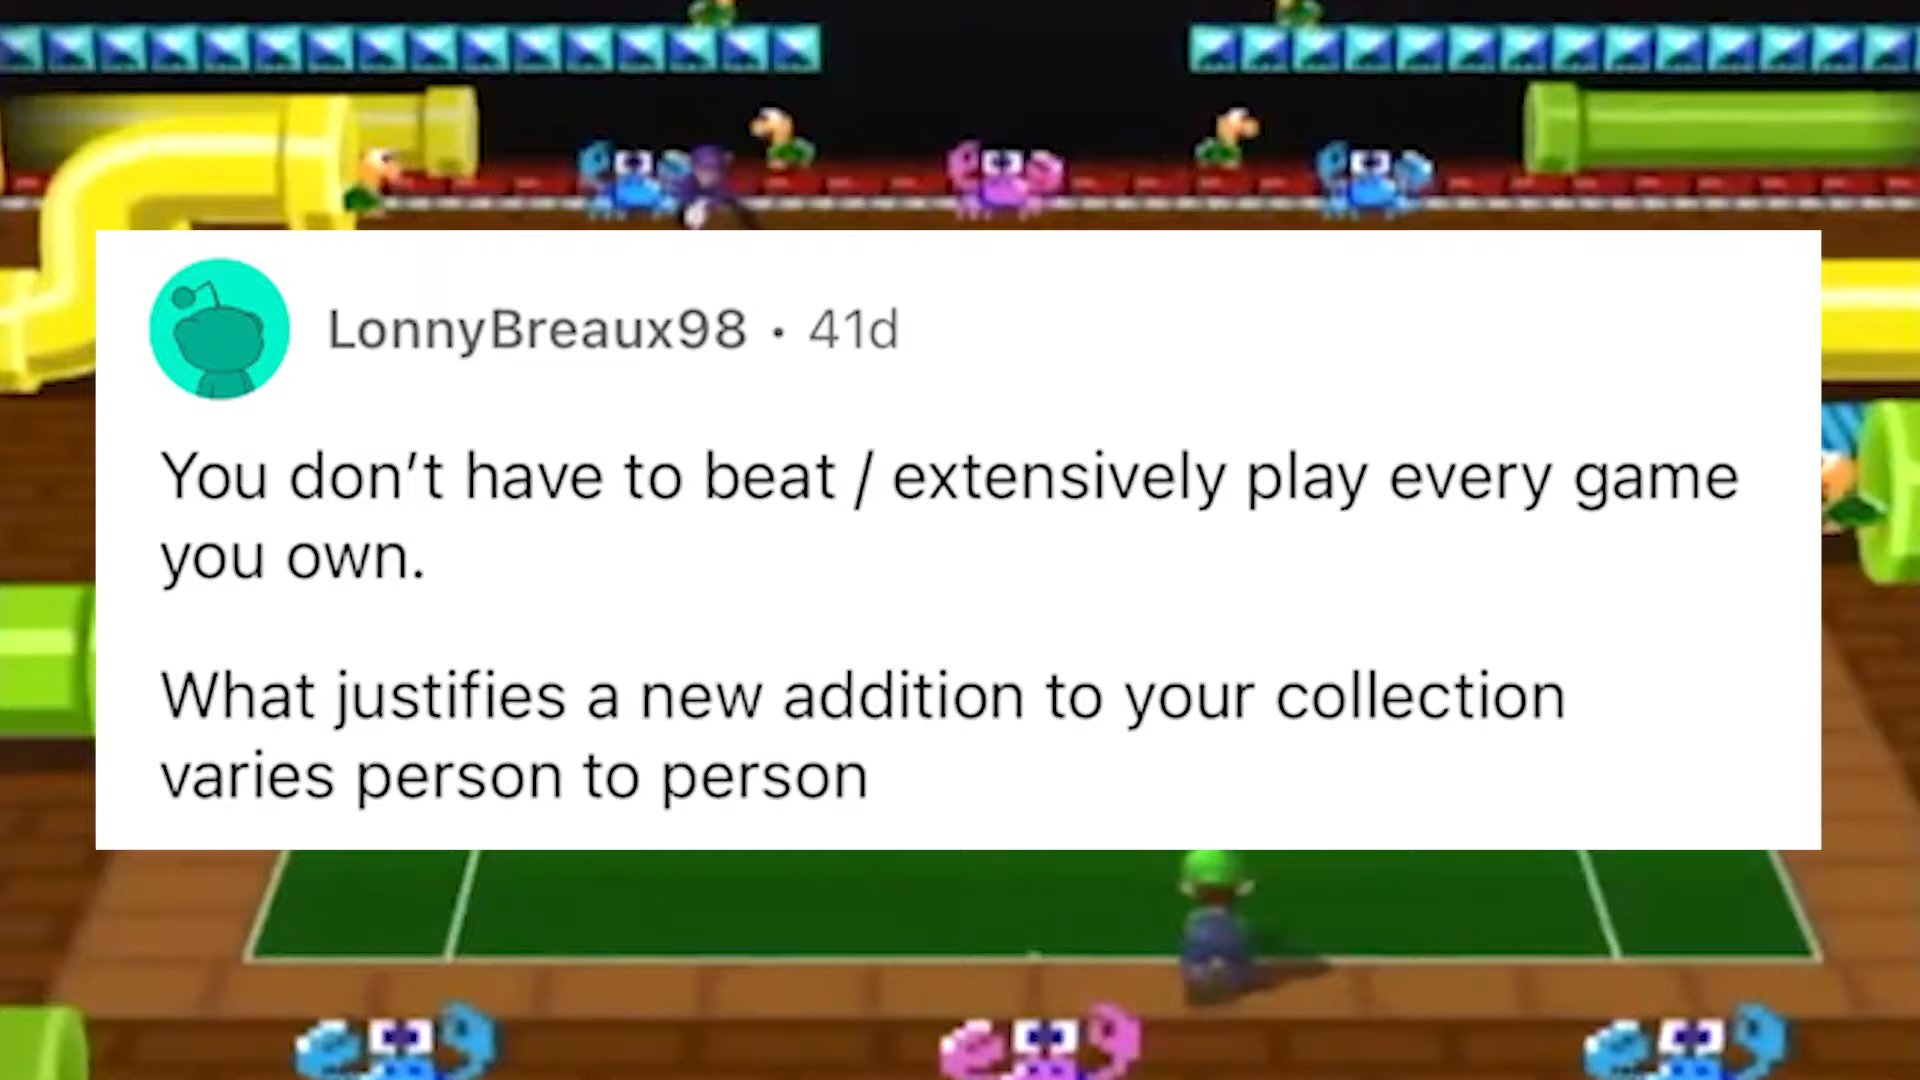 LonnyBreaux98 • 41d
You don’t have to beat / extensively play every game
you own.
What justifies a new addition to your collection
varies person to person